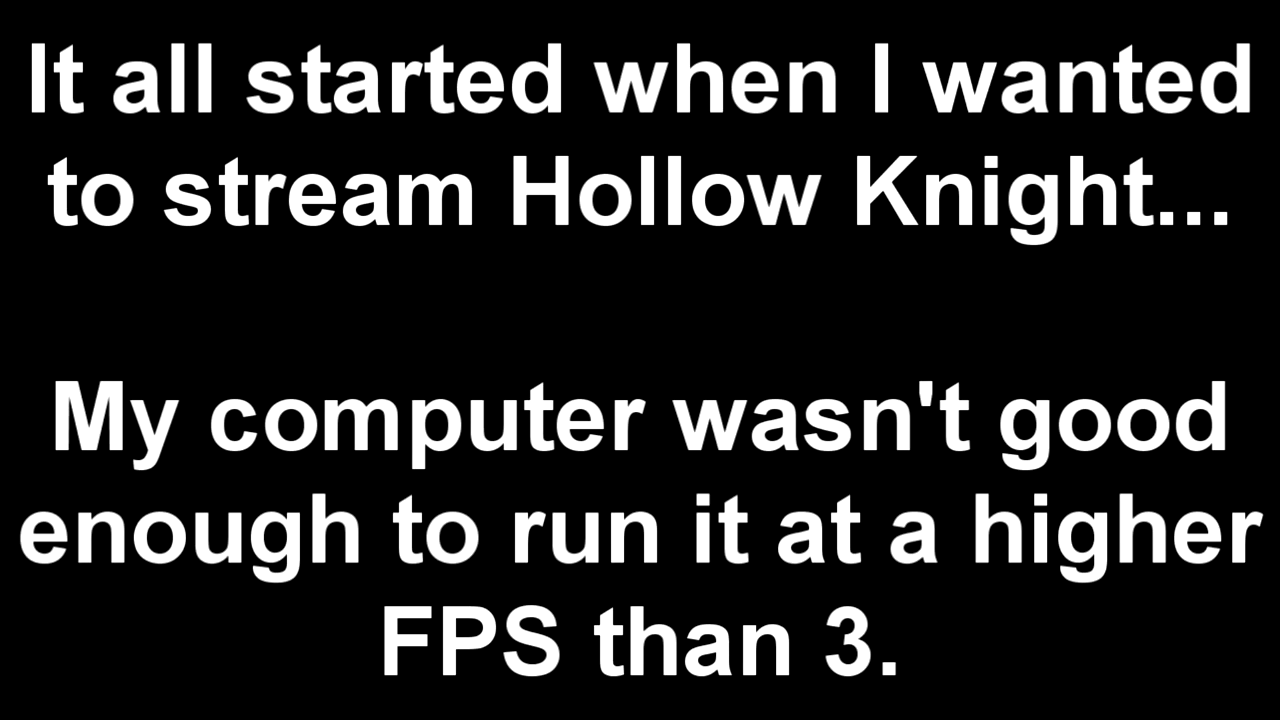 It all started when I wanted
to stream Hollow Knight...
My computer wasn't good
enough to run it at a higher
FPS than 3.